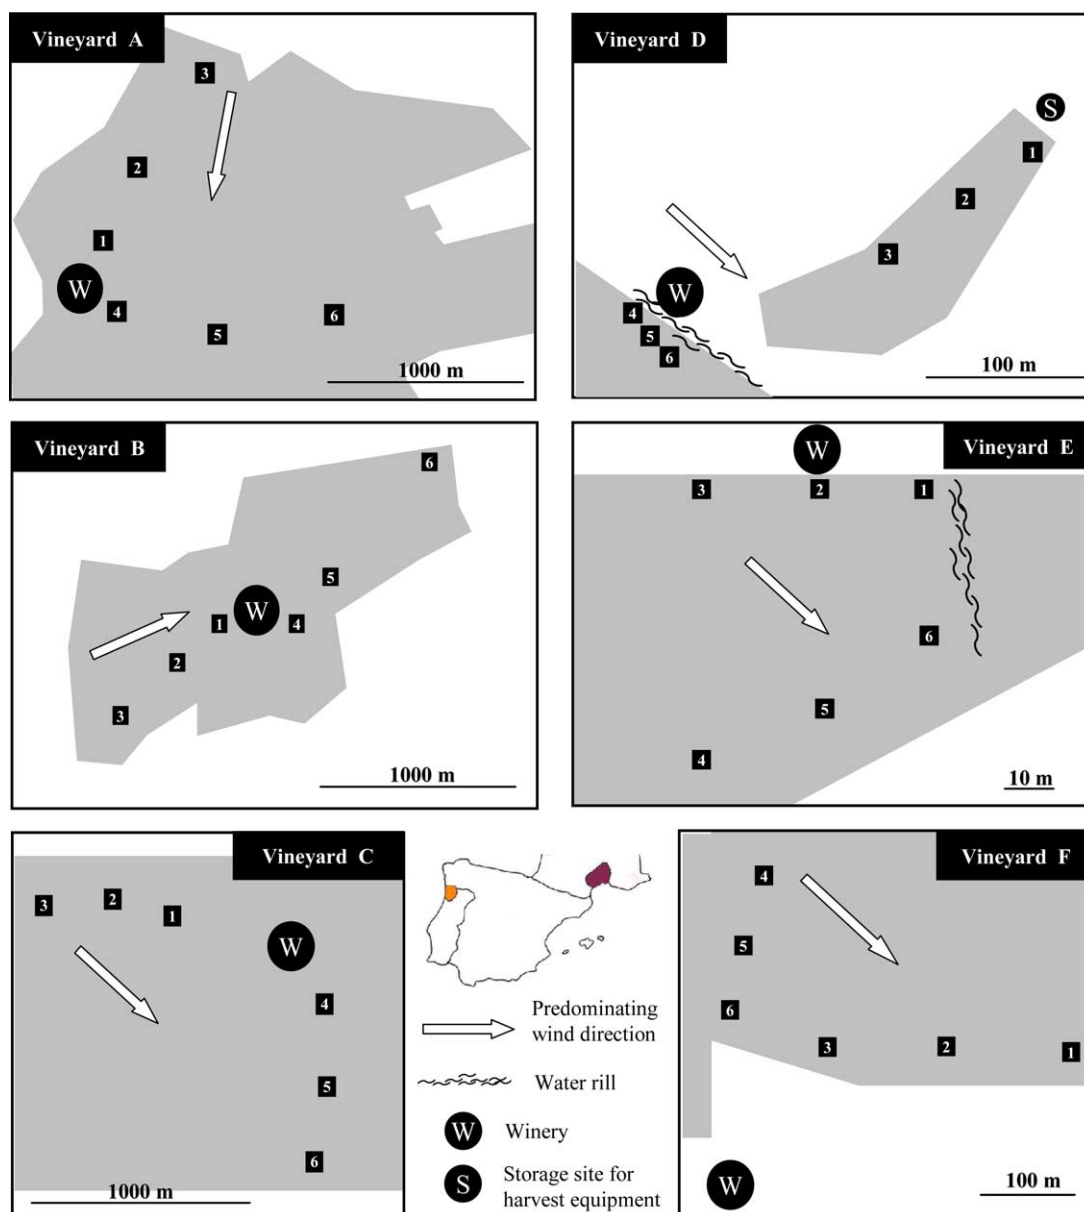 Vineyard A
3
2
1
W
4
5
6
1000 m
Vineyard D
S
1
2
3
W
4
5
6
100 m
Vineyard B
6
5
W
1
4
2
3
1000 m
Vineyard E
W
3
2
1
6
5
4
10 m
Vineyard C
3
2
1
W
4
5
6
1000 m
Predominating
wind direction
Water rill
W Winery
S Storage site for
harvest equipment
Vineyard F
4
5
6
3
2
1
W
100 m